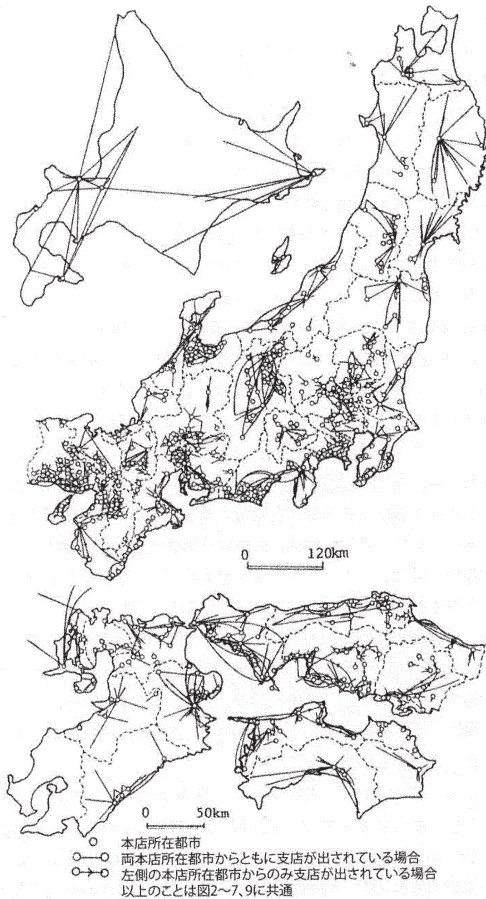 0 120km
0 50km
本店所在都市
両本店所在都市からともに支店が出されている場合
左側の本店所在都市からのみ支店が出されている場合
以上のことは図2〜7、9に共通